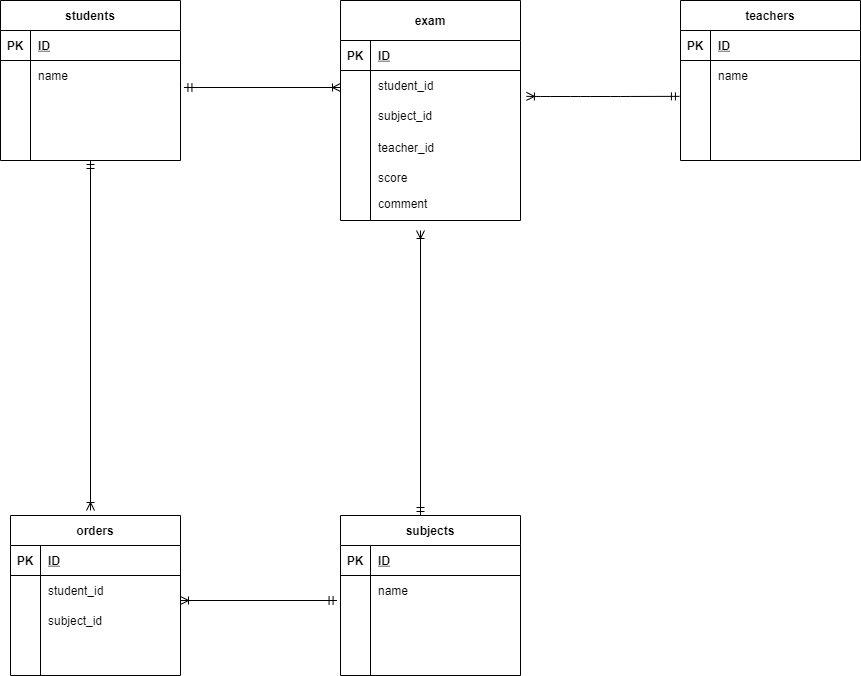 students
PK ID
name
exam
PK ID
student_id
subject_id
teacher_id
score
comment
teachers
PK ID
name
orders
PK ID
student_id
subject_id
subjects
PK ID
name